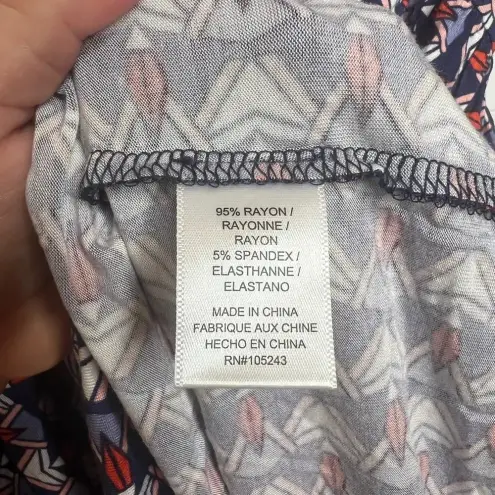 95% RAYON /
RAYONNE /
RAYON
5% SPANDEX /
ELASTHANNE /
ELASTANO
MADE IN CHINA
FABRIQUE AUX CHINE
HECHO EN CHINA
RN#105243